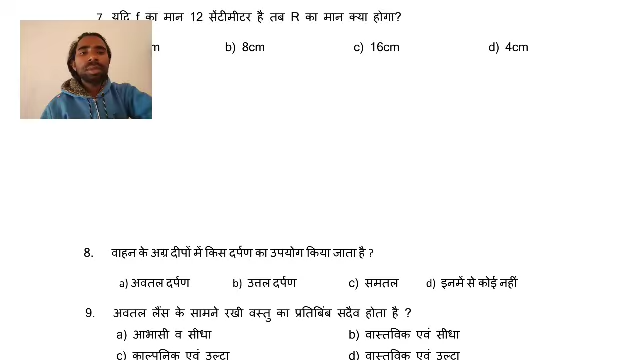 7 यदि f का मान 12 सेंटीमीटर है तब R का मान क्या होगा?
m b) 8cm c) 16cm d) 4cm
8. वाहन के अग्र दीपों में किस दर्पण का उपयोग किया जाता है ?
a) अवतल दर्पण b) उत्तल दर्पण c) समतल d) इनमें से कोई नहीं
9. अवतल लैंस के सामने रखी वस्तु का प्रतिबिंब सदैव होता है ?
a) आभासी व सीधा b) वास्तविक एवं सीधा
c) काल्पनिक एवं उल्टा d) वास्तविक एवं उल्टा